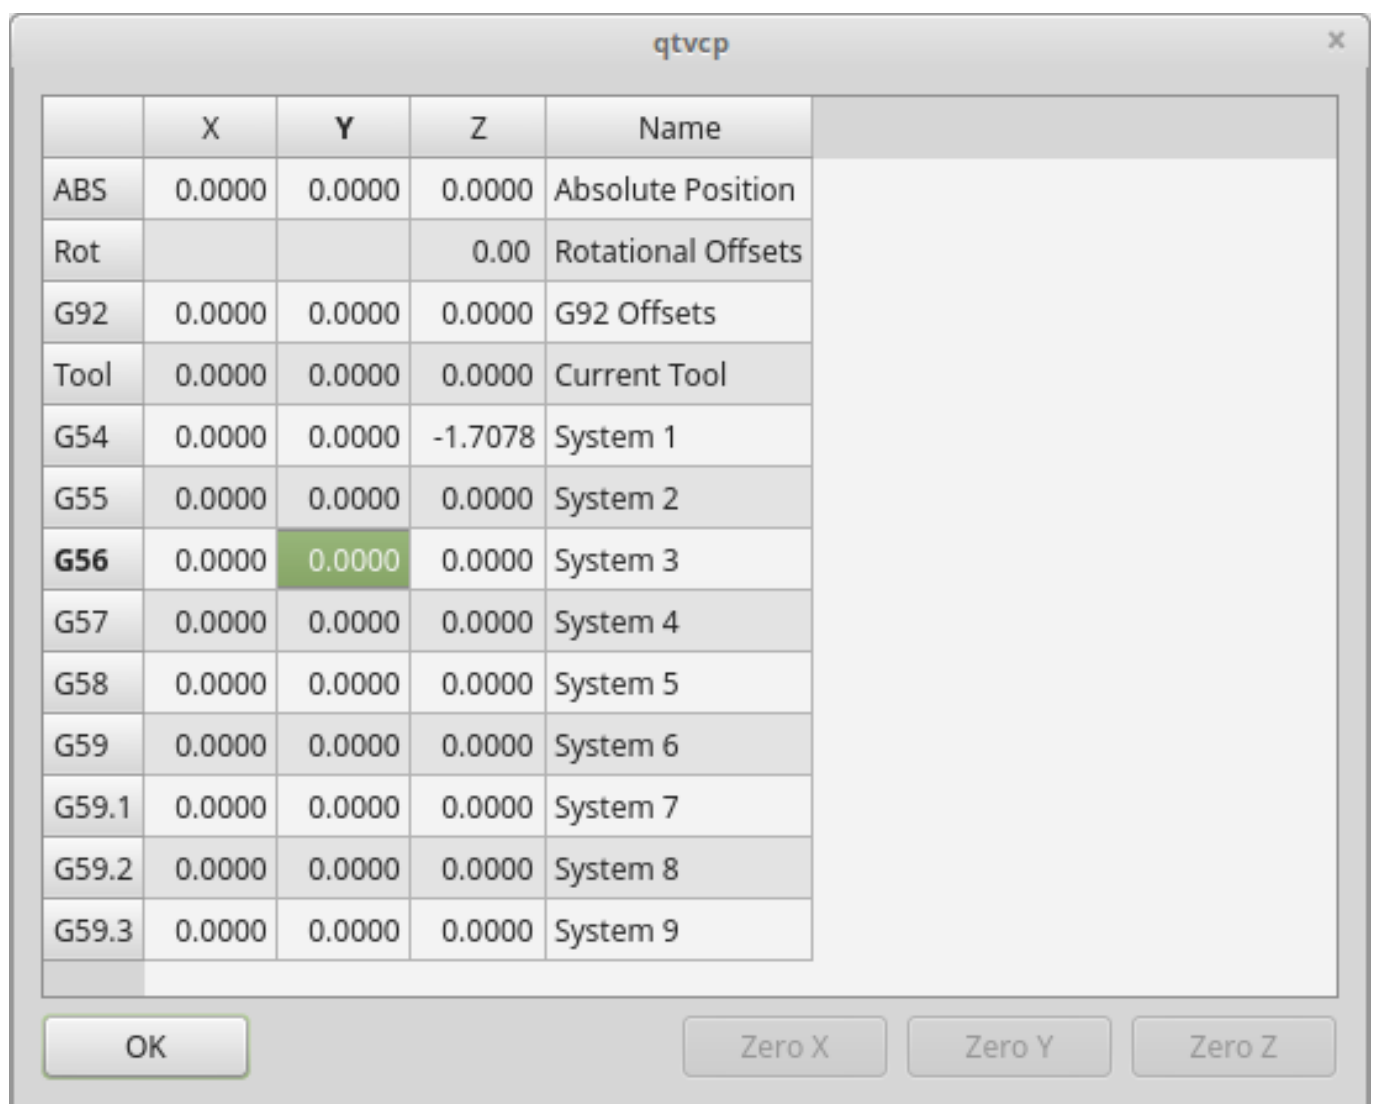 qtvcp ×
X Y Z Name
ABS 0.0000 0.0000 0.0000 Absolute Position
Rot 0.00 Rotational Offsets
G92 0.0000 0.0000 0.0000 G92 Offsets
Tool 0.0000 0.0000 0.0000 Current Tool
G54 0.0000 0.0000 -1.7078 System 1
G55 0.0000 0.0000 0.0000 System 2
G56 0.0000 0.0000 0.0000 System 3
G57 0.0000 0.0000 0.0000 System 4
G58 0.0000 0.0000 0.0000 System 5
G59 0.0000 0.0000 0.0000 System 6
G59.1 0.0000 0.0000 0.0000 System 7
G59.2 0.0000 0.0000 0.0000 System 8
G59.3 0.0000 0.0000 0.0000 System 9
OK Zero X Zero Y Zero Z